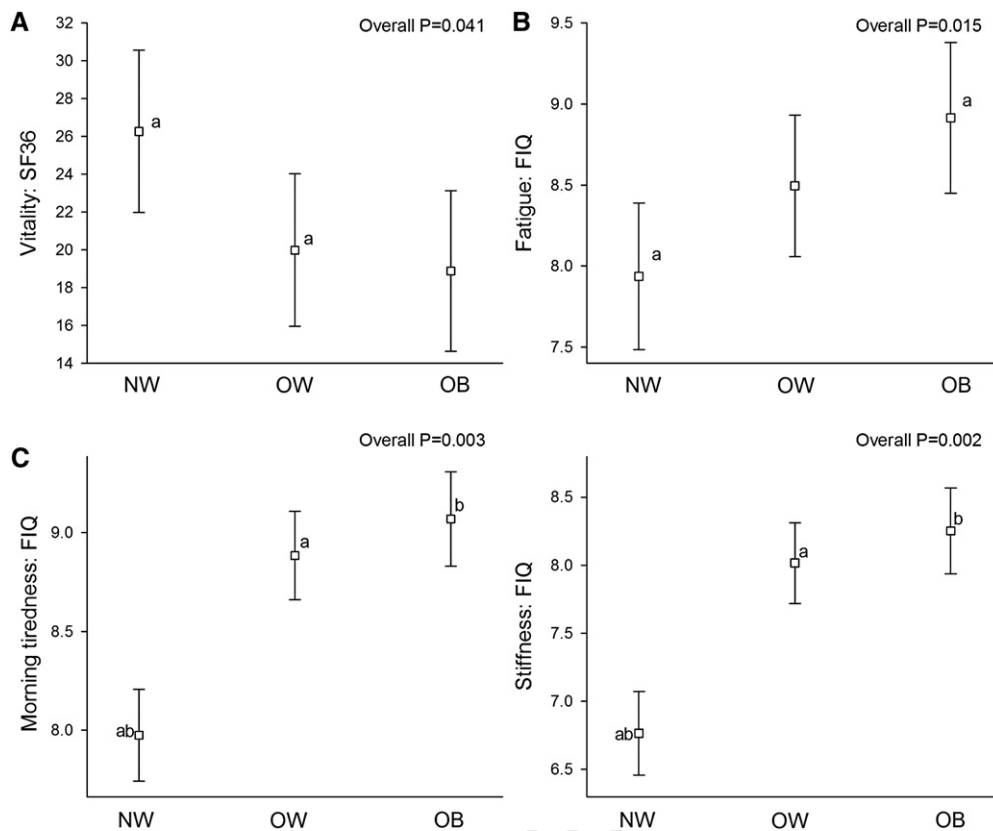 A
Overall P=0.041
Vitality: SF36
32
30
28
26
24
22
20
18
16
14
a
a
NW
OW
OB
B
Overall P=0.015
Fatigue: FIQ
9.5
9.0
8.5
8.0
7.5
a
a
NW
OW
OB
C
Overall P=0.003
Morning tiredness: FIQ
9.0
8.5
8.0
ab
a
b
NW
OW
OB
Overall P=0.002
Stiffness: FIQ
8.5
8.0
7.5
7.0
6.5
ab
a
b
NW
OW
OB